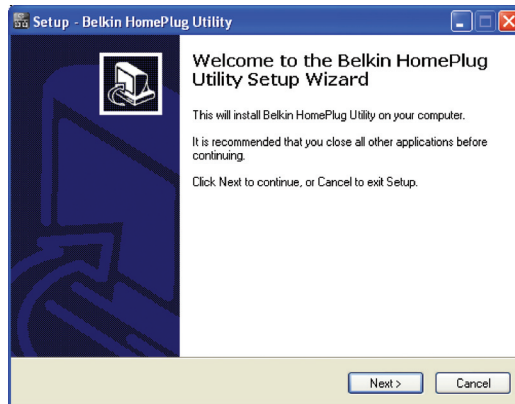 Setup - Belkin HomePlug Utility
Welcome to the Belkin HomePlug
Utility Setup Wizard
This will install Belkin HomePlug Utility on your computer.
It is recommended that you close all other applications before
continuing.
Click Next to continue, or Cancel to exit Setup.
Next >
Cancel